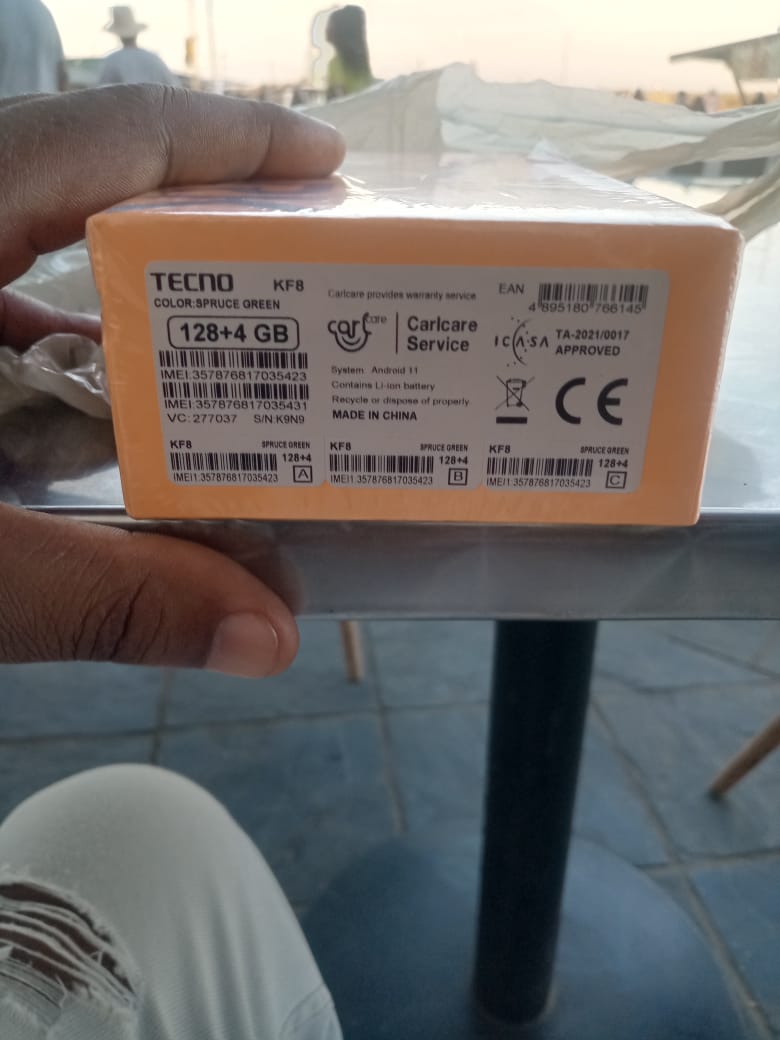 TECNO KF8
COLOR:SPRUCE GREEN
128+4 GB
IMEI:357876817035423
IMEI:357876817035431
VC:277037 S/N:K9N9
Carlcare provides warranty service
carlcare
Carlcare
Service
System Android 11
Contains Li-ion battery
Recycle or dispose of properly
MADE IN CHINA
EAN
4 895180 766145
ICASA
TA-2021/0017
APPROVED
CE
KF8 SPRUCE GREEN
128+4
IMEI1:357876817035423 A
KF8 SPRUCE GREEN
128+4
IMEI1:357876817035423 B
KF8 SPRUCE GREEN
128+4
IMEI1:357876817035423 C